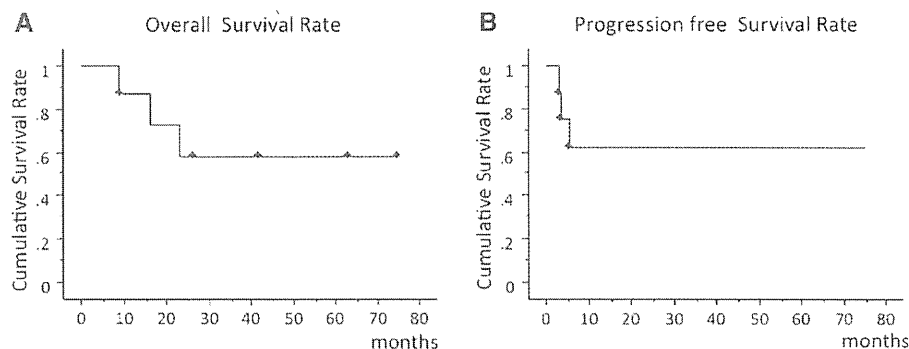 A Overall Survival Rate
Cumulative Survival Rate
1
.8
.6
.4
.2
0
0 10 20 30 40 50 60 70 80
months
B Progression free Survival Rate
Cumulative Survival Rate
1
.8
.6
.4
.2
0
0 10 20 30 40 50 60 70 80
months